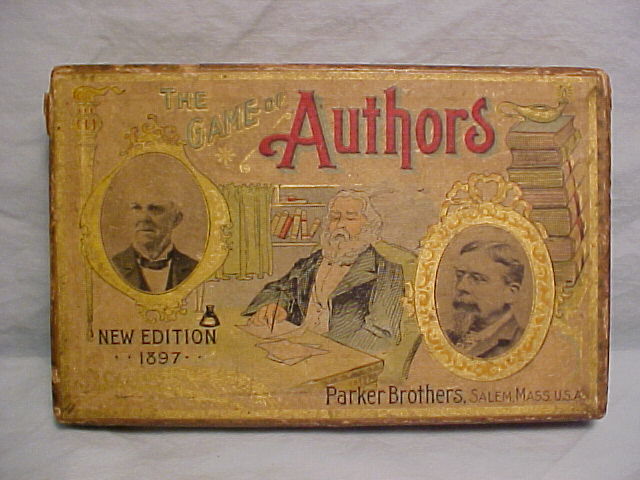 THE
GAME OF
Authors
NEW EDITION
1897
Parker Brothers, SALEM, MASS. U.S.A.